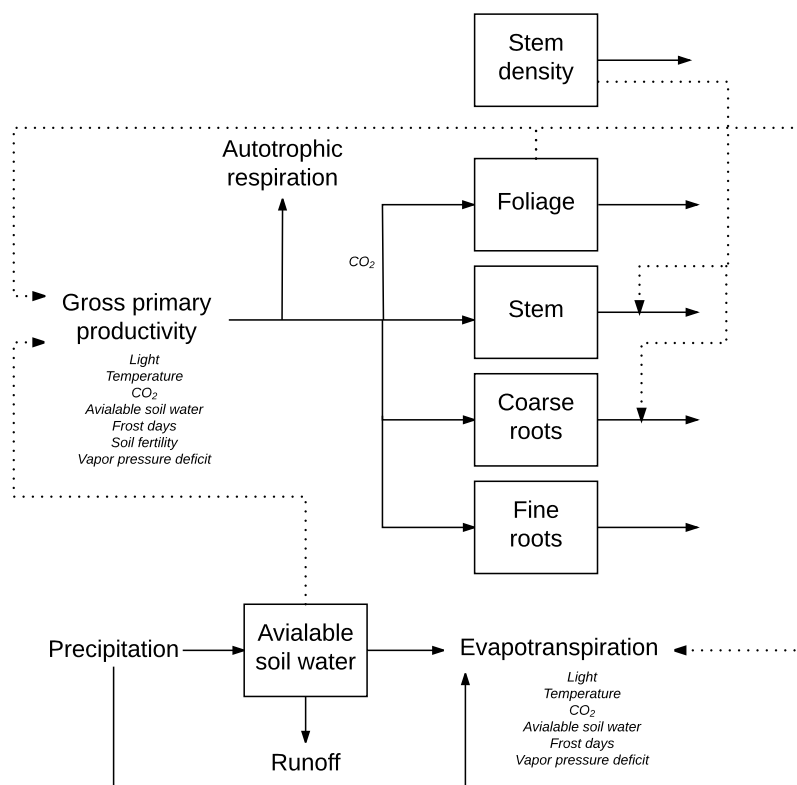 Stem
density
Autotrophic
respiration
Foliage
CO₂
Gross primary
productivity
Stem
Light
Temperature
CO₂
Avialable soil water
Frost days
Soil fertility
Vapor pressure deficit
Coarse
roots
Fine
roots
Precipitation
Avialable
soil water
Evapotranspiration
Light
Temperature
CO₂
Avialable soil water
Frost days
Vapor pressure deficit
Runoff